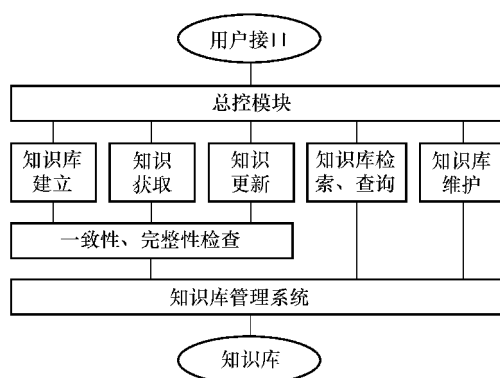 用户接口
总控模块
知识库
建立
知识
获取
知识
更新
知识库检
索、查询
知识库
维护
一致性、完整性检查
知识库管理系统
知识库